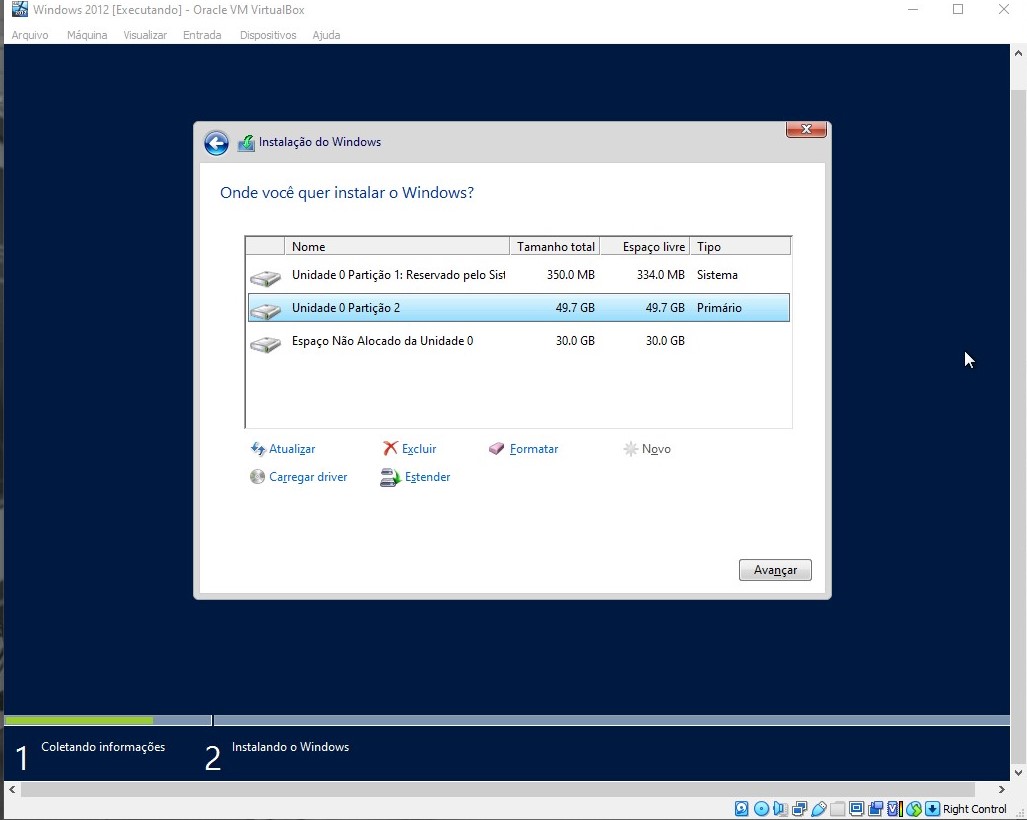 Windows 2012 [Executando] - Oracle VM VirtualBox
Arquivo Máquina Visualizar Entrada Dispositivos Ajuda
Instalação do Windows
Onde você quer instalar o Windows?
Nome Tamanho total Espaço livre Tipo
Unidade 0 Partição 1: Reservado pelo Sist 350.0 MB 334.0 MB Sistema
Unidade 0 Partição 2 49.7 GB 49.7 GB Primário
Espaço Não Alocado da Unidade 0 30.0 GB 30.0 GB
Atualizar Excluir Formatar Novo
Carregar driver Estender
Avançar
1 Coletando informações 2 Instalando o Windows
Right Control